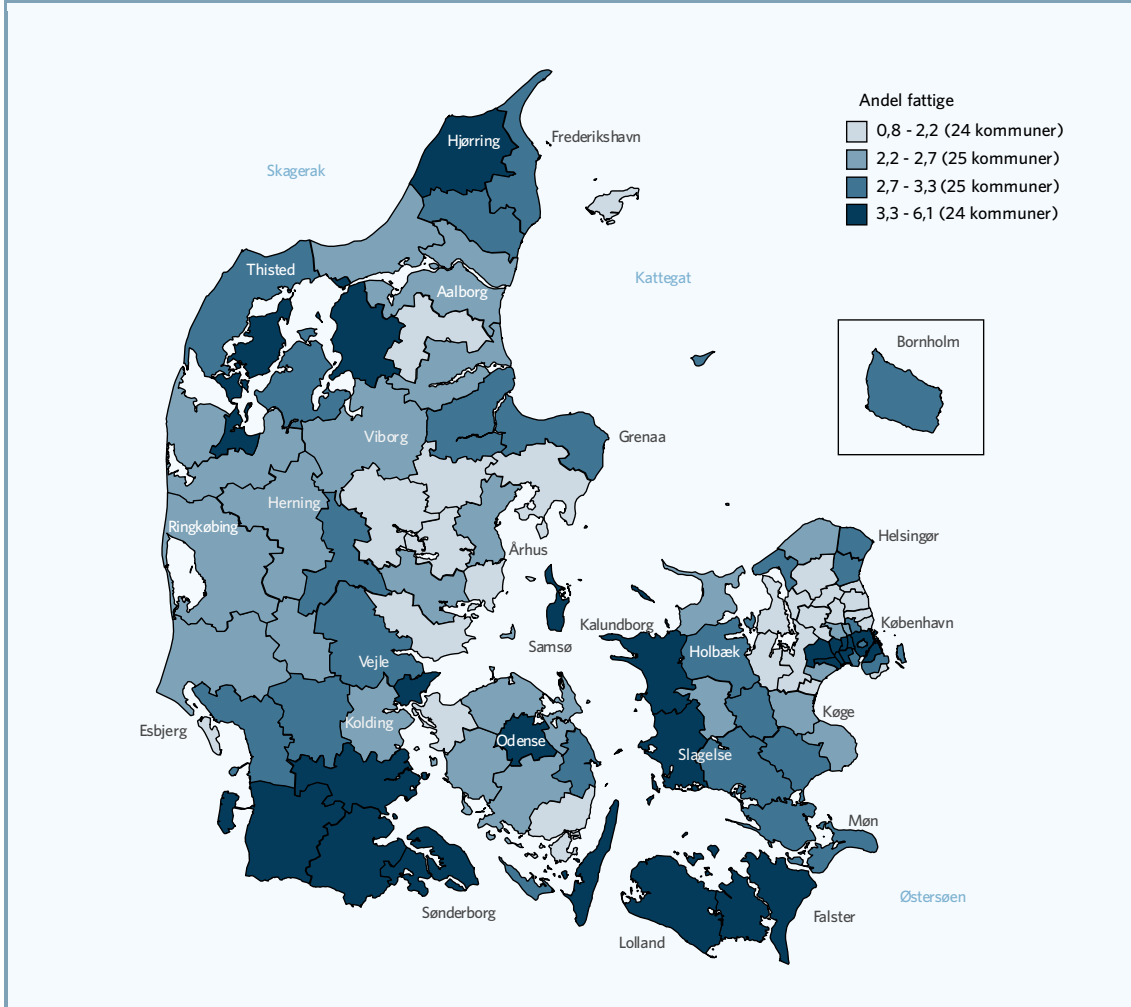 Andel fattige
0,8 - 2,2 (24 kommuner)
2,2 - 2,7 (25 kommuner)
2,7 - 3,3 (25 kommuner)
3,3 - 6,1 (24 kommuner)
Hjørring
Frederikshavn
Skagerak
Thisted
Kattegat
Aalborg
Bornholm
Viborg
Grenaa
Herning
Ringkøbing
Helsingør
Århus
København
Kalundborg
Samsø
Holbæk
Vejle
Køge
Kolding
Esbjerg
Odense
Slagelse
Møn
Østersøen
Sønderborg
Falster
Lolland